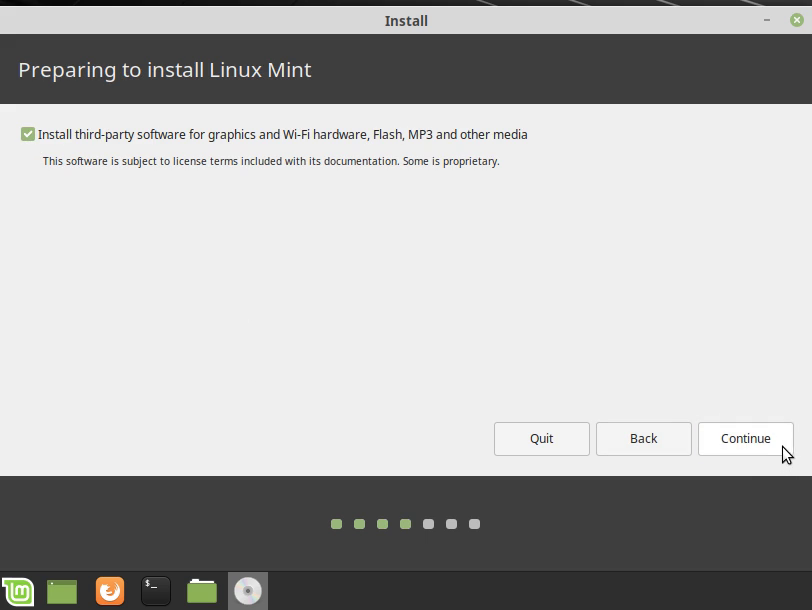 Install
Preparing to install Linux Mint
Install third-party software for graphics and Wi-Fi hardware, Flash, MP3 and other media
This software is subject to license terms included with its documentation. Some is proprietary.
Quit
Back
Continue
$_